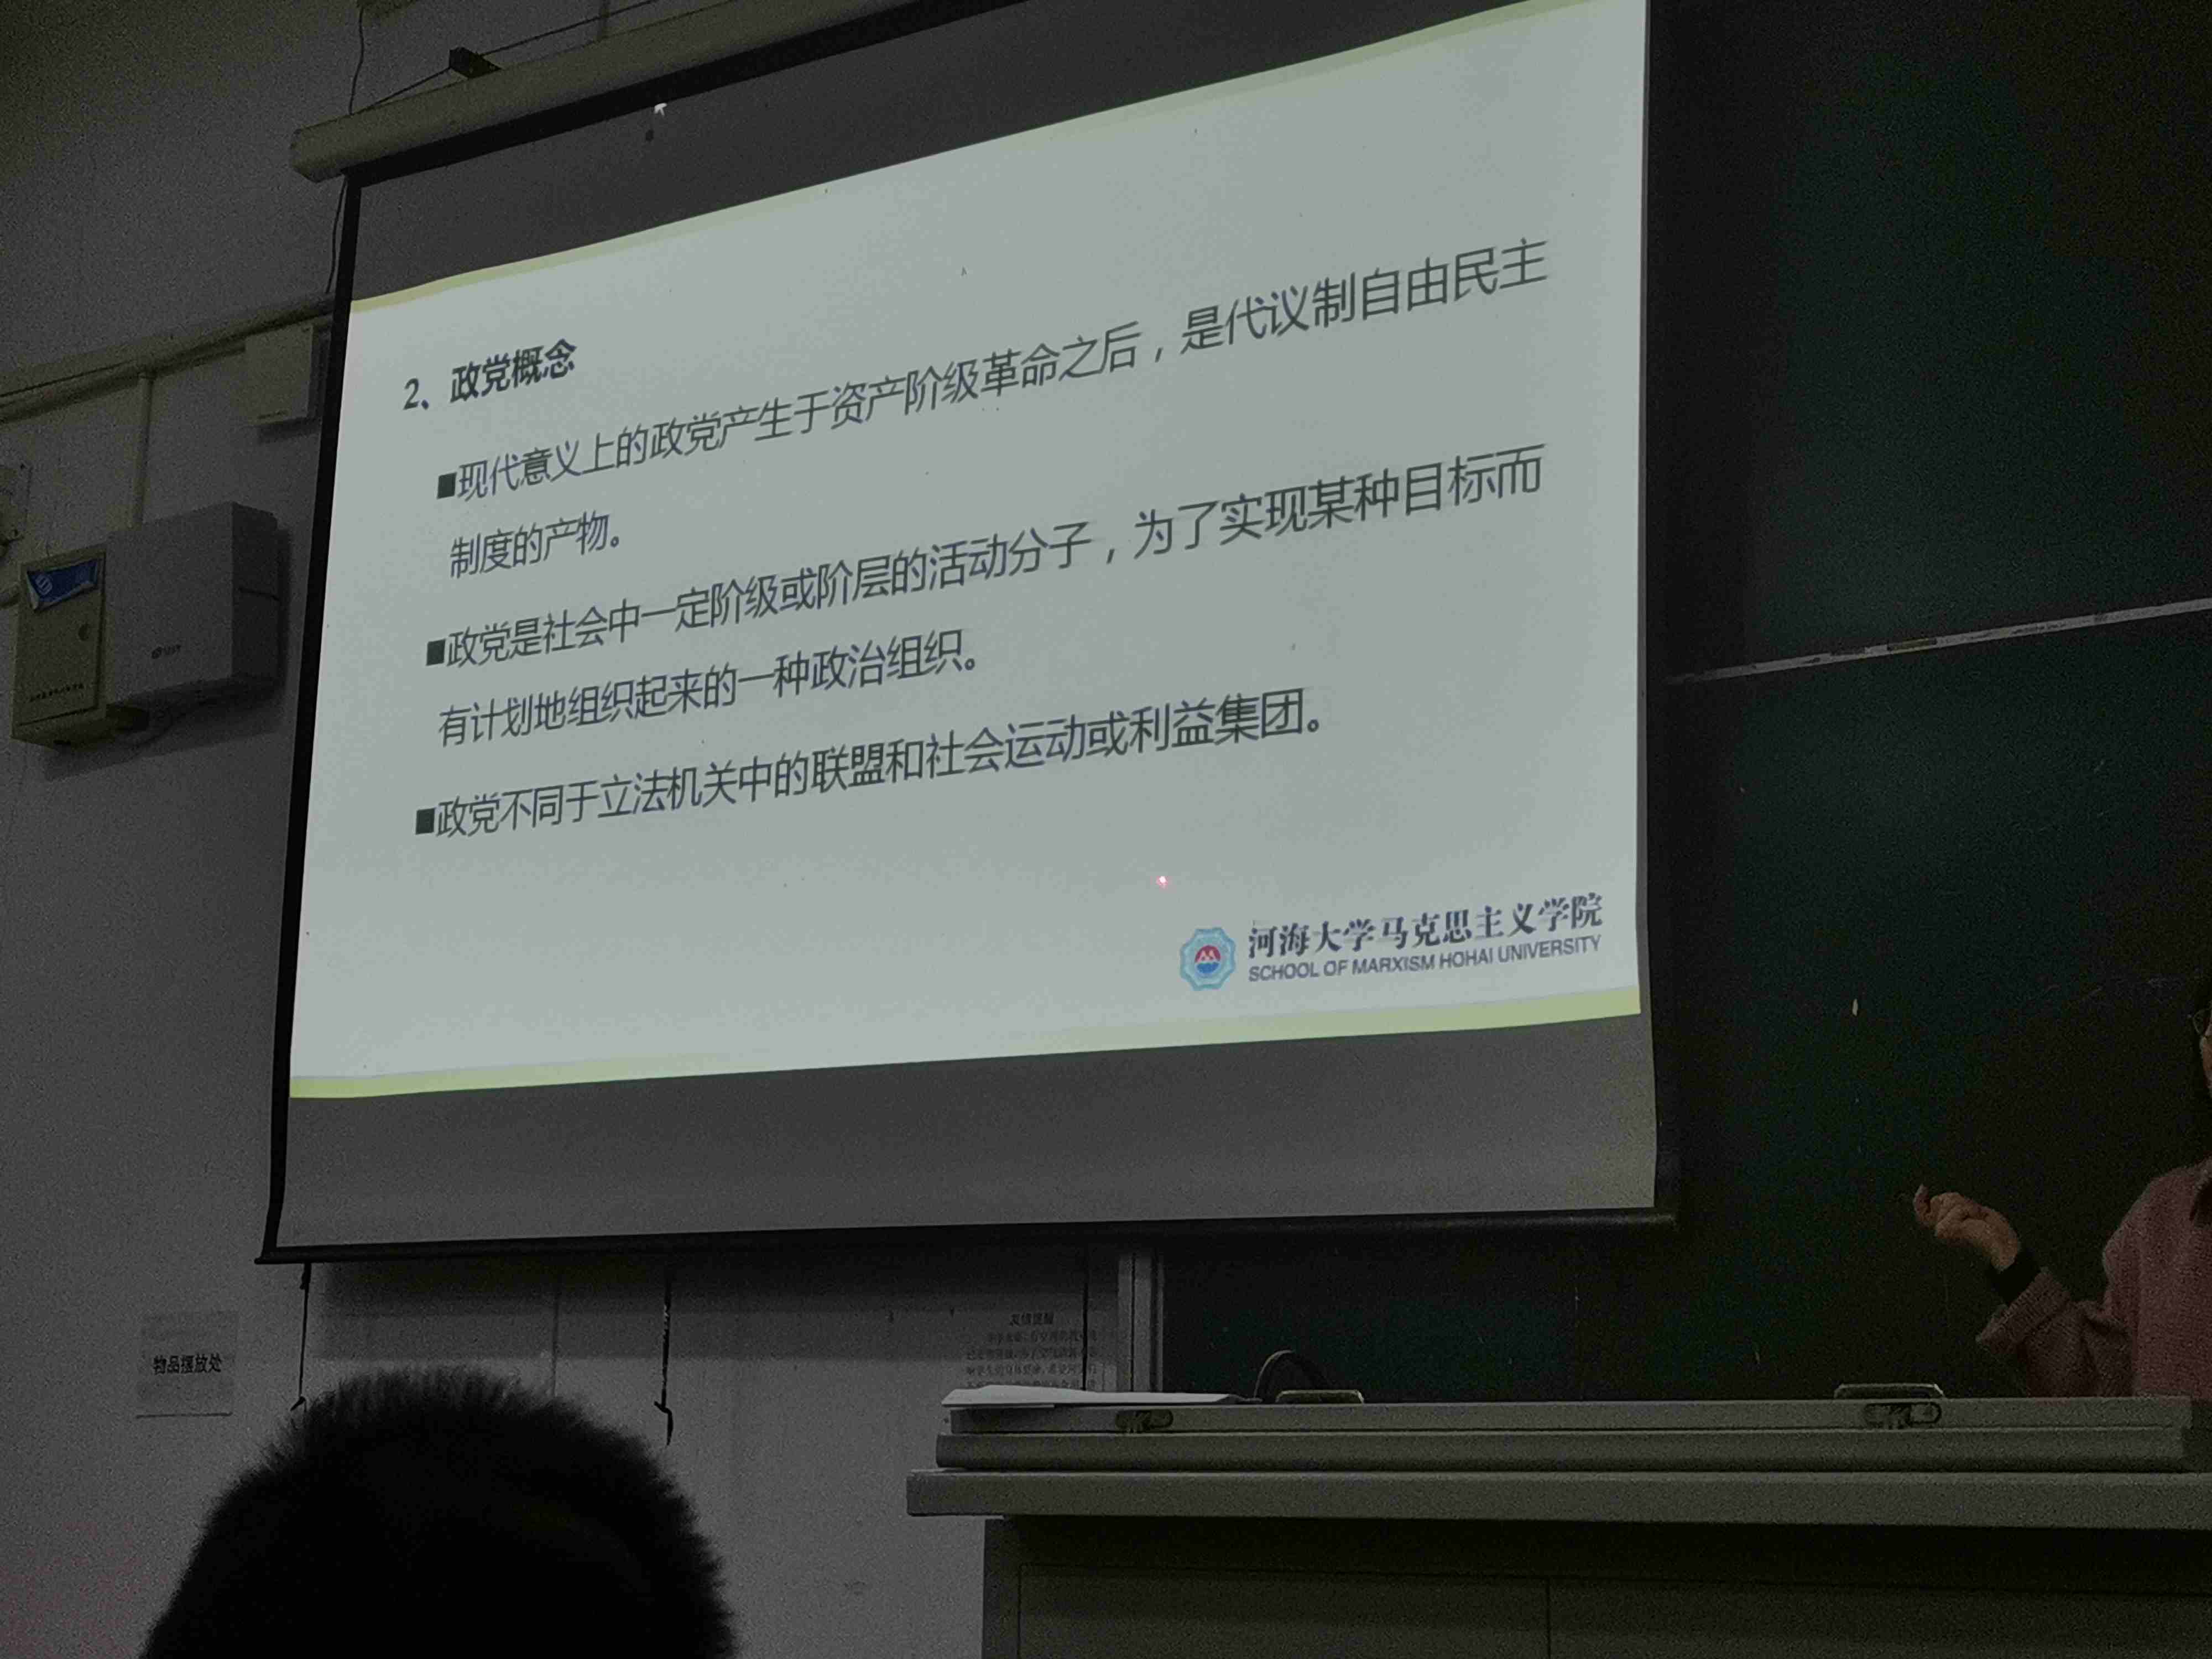 2、政党概念
■现代意义上的政党产生于资产阶级革命之后，是代议制自由民主
制度的产物。
■政党是社会中一定阶级或阶层的活动分子，为了实现某种目标而
有计划地组织起来的一种政治组织。
■政党不同于立法机关中的联盟和社会运动或利益集团。
河海大学马克思主义学院
SCHOOL OF MARXISM HOHAI UNIVERSITY
物品摆放处